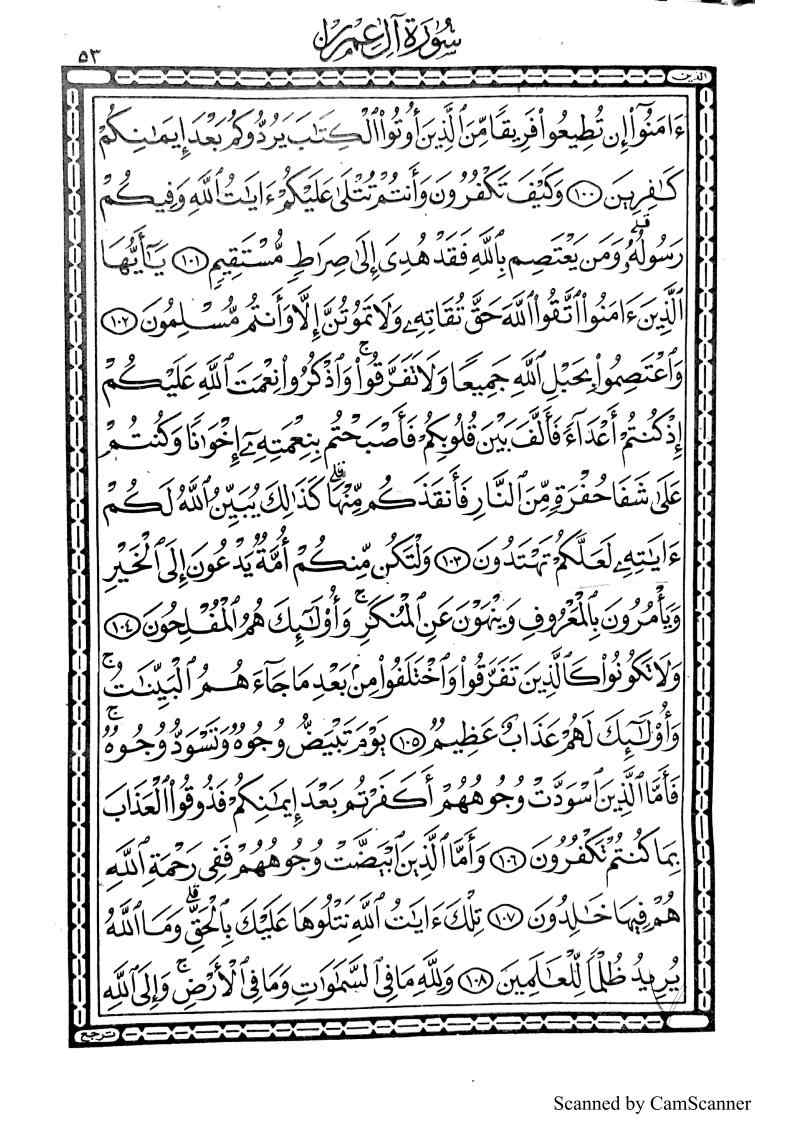 سُورَةُ آلِ عِمْرَان
٥٣
الذين
ءَامَنُوٓاْ إِن تُطِيعُواْ فَرِيقًا مِّنَ ٱلَّذِينَ أُوتُواْ ٱلْكِتَٰبَ يَرُدُّوكُم بَعْدَ إِيمَٰنِكُمْ
كَٰفِرِينَ ١٠٠ وَكَيْفَ تَكْفُرُونَ وَأَنتُمْ تُتْلَىٰ عَلَيْكُمْ ءَايَٰتُ ٱللَّهِ وَفِيكُمْ
رَسُولُهُۥۗ وَمَن يَعْتَصِم بِٱللَّهِ فَقَدْ هُدِىَ إِلَىٰ صِرَٰطٍ مُّسْتَقِيمٍ ١٠١ يَٰٓأَيُّهَا
ٱلَّذِينَ ءَامَنُواْ ٱتَّقُواْ ٱللَّهَ حَقَّ تُقَاتِهِۦ وَلَا تَمُوتُنَّ إِلَّا وَأَنتُم مُّسْلِمُونَ ١٠٢
وَٱعْتَصِمُواْ بِحَبْلِ ٱللَّهِ جَمِيعًا وَلَا تَفَرَّقُواْۚ وَٱذْكُرُواْ نِعْمَتَ ٱللَّهِ عَلَيْكُمْ
إِذْ كُنتُمْ أَعْدَآءً فَأَلَّفَ بَيْنَ قُلُوبِكُمْ فَأَصْبَحْتُم بِنِعْمَتِهِۦٓ إِخْوَٰنًا وَكُنتُمْ
عَلَىٰ شَفَا حُفْرَةٍ مِّنَ ٱلنَّارِ فَأَنقَذَكُم مِّنْهَاۗ كَذَٰلِكَ يُبَيِّنُ ٱللَّهُ لَكُمْ
ءَايَٰتِهِۦ لَعَلَّكُمْ تَهْتَدُونَ ١٠٣ وَلْتَكُن مِّنكُمْ أُمَّةٌ يَدْعُونَ إِلَى ٱلْخَيْرِ
وَيَأْمُرُونَ بِٱلْمَعْرُوفِ وَيَنْهَوْنَ عَنِ ٱلْمُنكَرِۚ وَأُوْلَٰٓئِكَ هُمُ ٱلْمُفْلِحُونَ ١٠٤
وَلَا تَكُونُواْ كَٱلَّذِينَ تَفَرَّقُواْ وَٱخْتَلَفُواْ مِنۢ بَعْدِ مَا جَآءَهُمُ ٱلْبَيِّنَٰتُۚ
وَأُوْلَٰٓئِكَ لَهُمْ عَذَابٌ عَظِيمٌ ١٠٥ يَوْمَ تَبْيَضُّ وُجُوهٌ وَتَسْوَدُّ وُجُوهٌۚ
فَأَمَّا ٱلَّذِينَ ٱسْوَدَّتْ وُجُوهُهُمْ أَكَفَرْتُم بَعْدَ إِيمَٰنِكُمْ فَذُوقُواْ ٱلْعَذَابَ
بِمَا كُنتُمْ تَكْفُرُونَ ١٠٦ وَأَمَّا ٱلَّذِينَ ٱبْيَضَّتْ وُجُوهُهُمْ فَفِى رَحْمَةِ ٱللَّهِ
هُمْ فِيهَا خَٰلِدُونَ ١٠٧ تِلْكَ ءَايَٰتُ ٱللَّهِ نَتْلُوهَا عَلَيْكَ بِٱلْحَقِّۗ وَمَا ٱللَّهُ
يُرِيدُ ظُلْمًا لِّلْعَٰلَمِينَ ١٠٨ وَلِلَّهِ مَا فِى ٱلسَّمَٰوَٰتِ وَمَا فِى ٱلْأَرْضِۚ وَإِلَى ٱللَّهِ
ترجع
Scanned by CamScanner